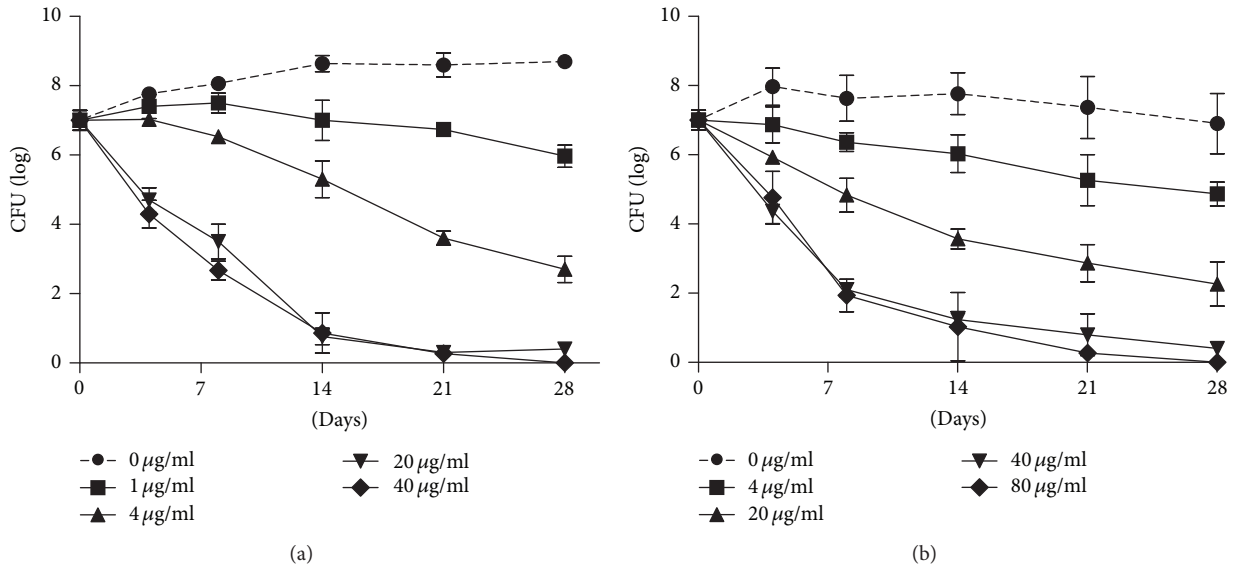 10
8
6
4
2
0
CFU (log)
0 7 14 21 28
(Days)
0 μg/ml
1 μg/ml
4 μg/ml
20 μg/ml
40 μg/ml
(a)
10
8
6
4
2
0
CFU (log)
0 7 14 21 28
(Days)
0 μg/ml
4 μg/ml
20 μg/ml
40 μg/ml
80 μg/ml
(b)